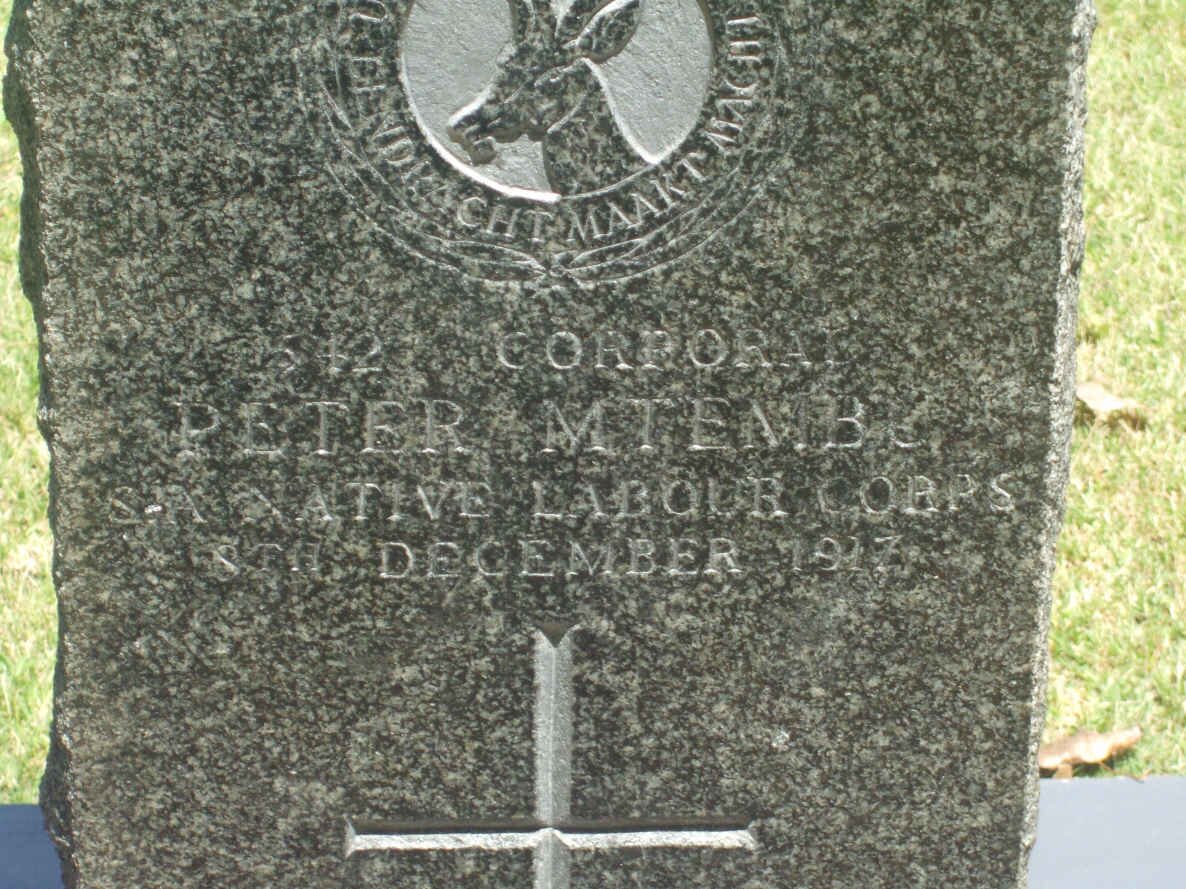 EENDRACHT MAAKT MACHT
542 CORPORAL
PETER MTEMBU
S.A. NATIVE LABOUR CORPS
8TH DECEMBER 1917